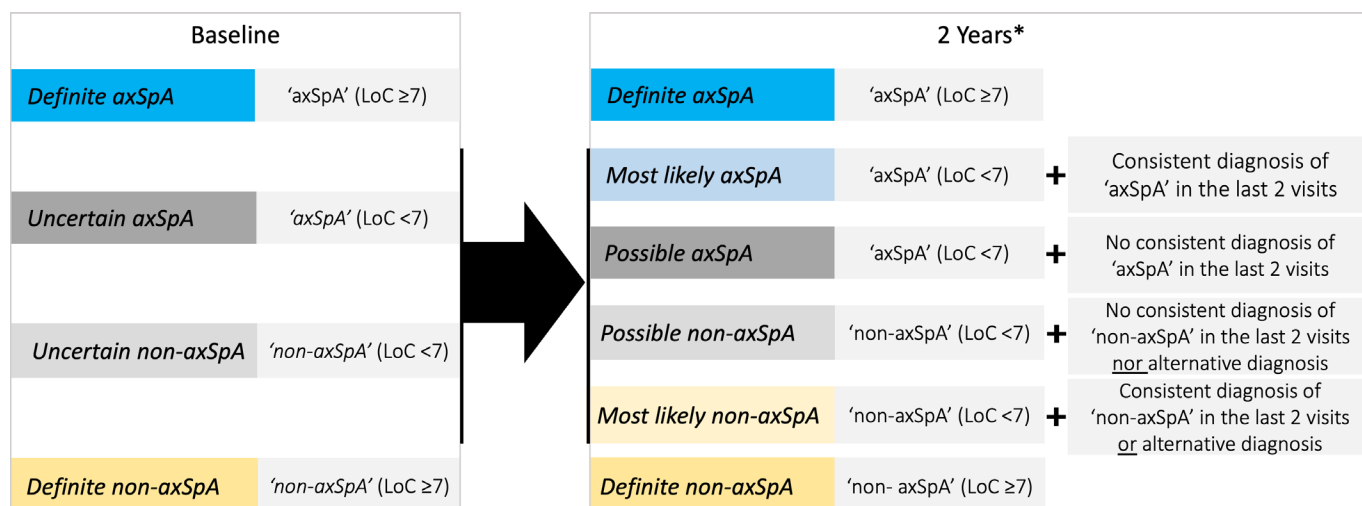 Baseline
Definite axSpA
'axSpA' (LoC ≥7)
Uncertain axSpA
'axSpA' (LoC <7)
Uncertain non-axSpA
'non-axSpA' (LoC <7)
Definite non-axSpA
'non-axSpA' (LoC ≥7)
2 Years*
Definite axSpA
‘axSpA’ (LoC ≥7)
Most likely axSpA
‘axSpA’ (LoC <7)
+
Consistent diagnosis of
‘axSpA’ in the last 2 visits
Possible axSpA
‘axSpA’ (LoC <7)
+
No consistent diagnosis of
‘axSpA’ in the last 2 visits
Possible non-axSpA
‘non-axSpA’ (LoC <7)
+
No consistent diagnosis of
‘non-axSpA’ in the last 2 visits
nor alternative diagnosis
Most likely non-axSpA
‘non-axSpA’ (LoC <7)
+
Consistent diagnosis of
‘non-axSpA’ in the last 2 visits
or alternative diagnosis
Definite non-axSpA
‘non- axSpA’ (LoC ≥7)